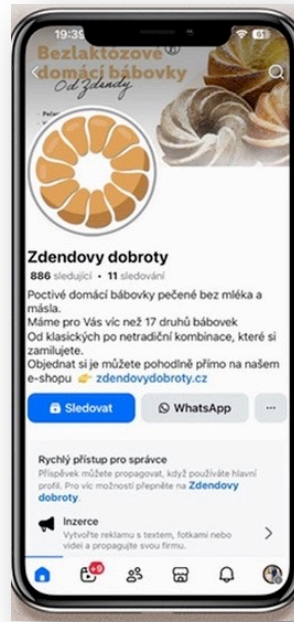 19:39
61
Bezlaktózové
domácí bábovky
Od Zdendy
Zdendovy dobroty
886 sledující • 11 sledování
Poctivé domácí bábovky pečené bez mléka a
másla.
Máme pro Vás víc než 17 druhů bábovek
Od klasických po netradiční kombinace, které si
zamilujete.
Objednat si je můžete pohodlně přímo na našem
e-shopu 👉 zdendovydobroty.cz
Sledovat
WhatsApp
...
Rychlý přístup pro správce
Příspěvek můžete propagovat, když používáte hlavní
profil. Pro víc možností přepněte na Zdendovy
dobroty.
Inzerce
Vytvořte reklamu s textem, fotkami nebo
videi a propagujte svou firmu.
+9